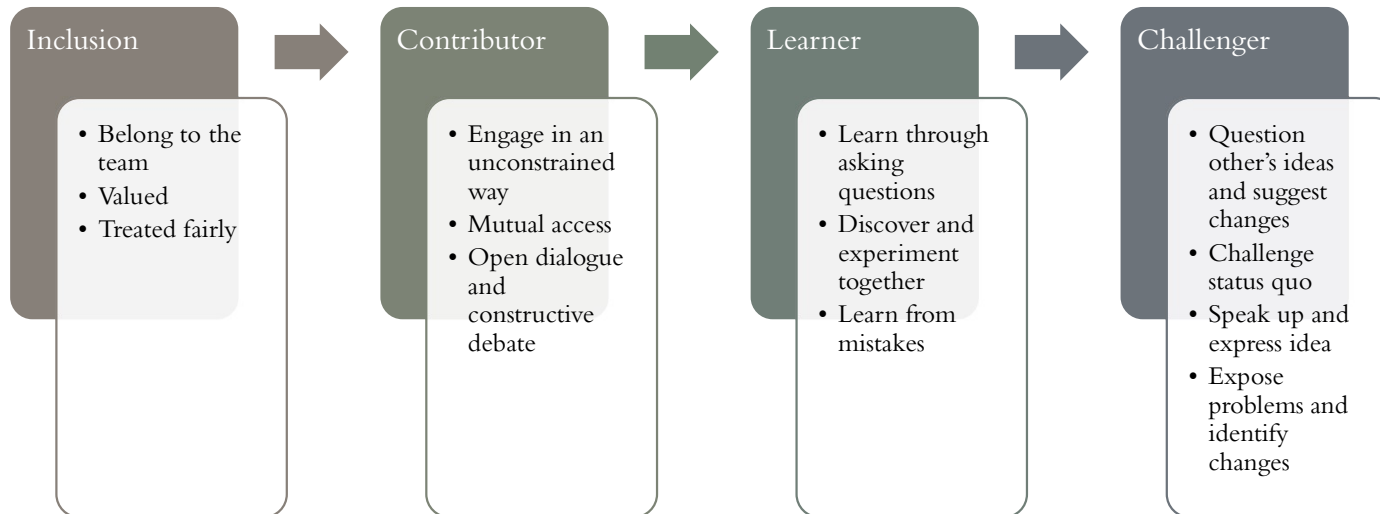 Inclusion
• Belong to the
team
• Valued
• Treated fairly
Contributor
• Engage in an
unconstrained
way
• Mutual access
• Open dialogue
and
constructive
debate
Learner
• Learn through
asking
questions
• Discover and
experiment
together
• Learn from
mistakes
Challenger
• Question
other’s ideas
and suggest
changes
• Challenge
status quo
• Speak up and
express idea
• Expose
problems and
identify
changes